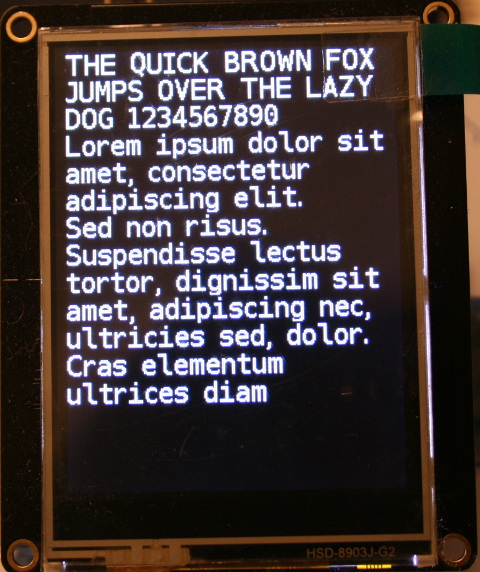 THE QUICK BROWN FOX
JUMPS OVER THE LAZY
DOG 1234567890
Lorem ipsum dolor sit
amet, consectetur
adipiscing elit.
Sed non risus.
Suspendisse lectus
tortor, dignissim sit
amet, adipiscing nec,
ultricies sed, dolor.
Cras elementum
ultrices diam
HSD-8903J-G2